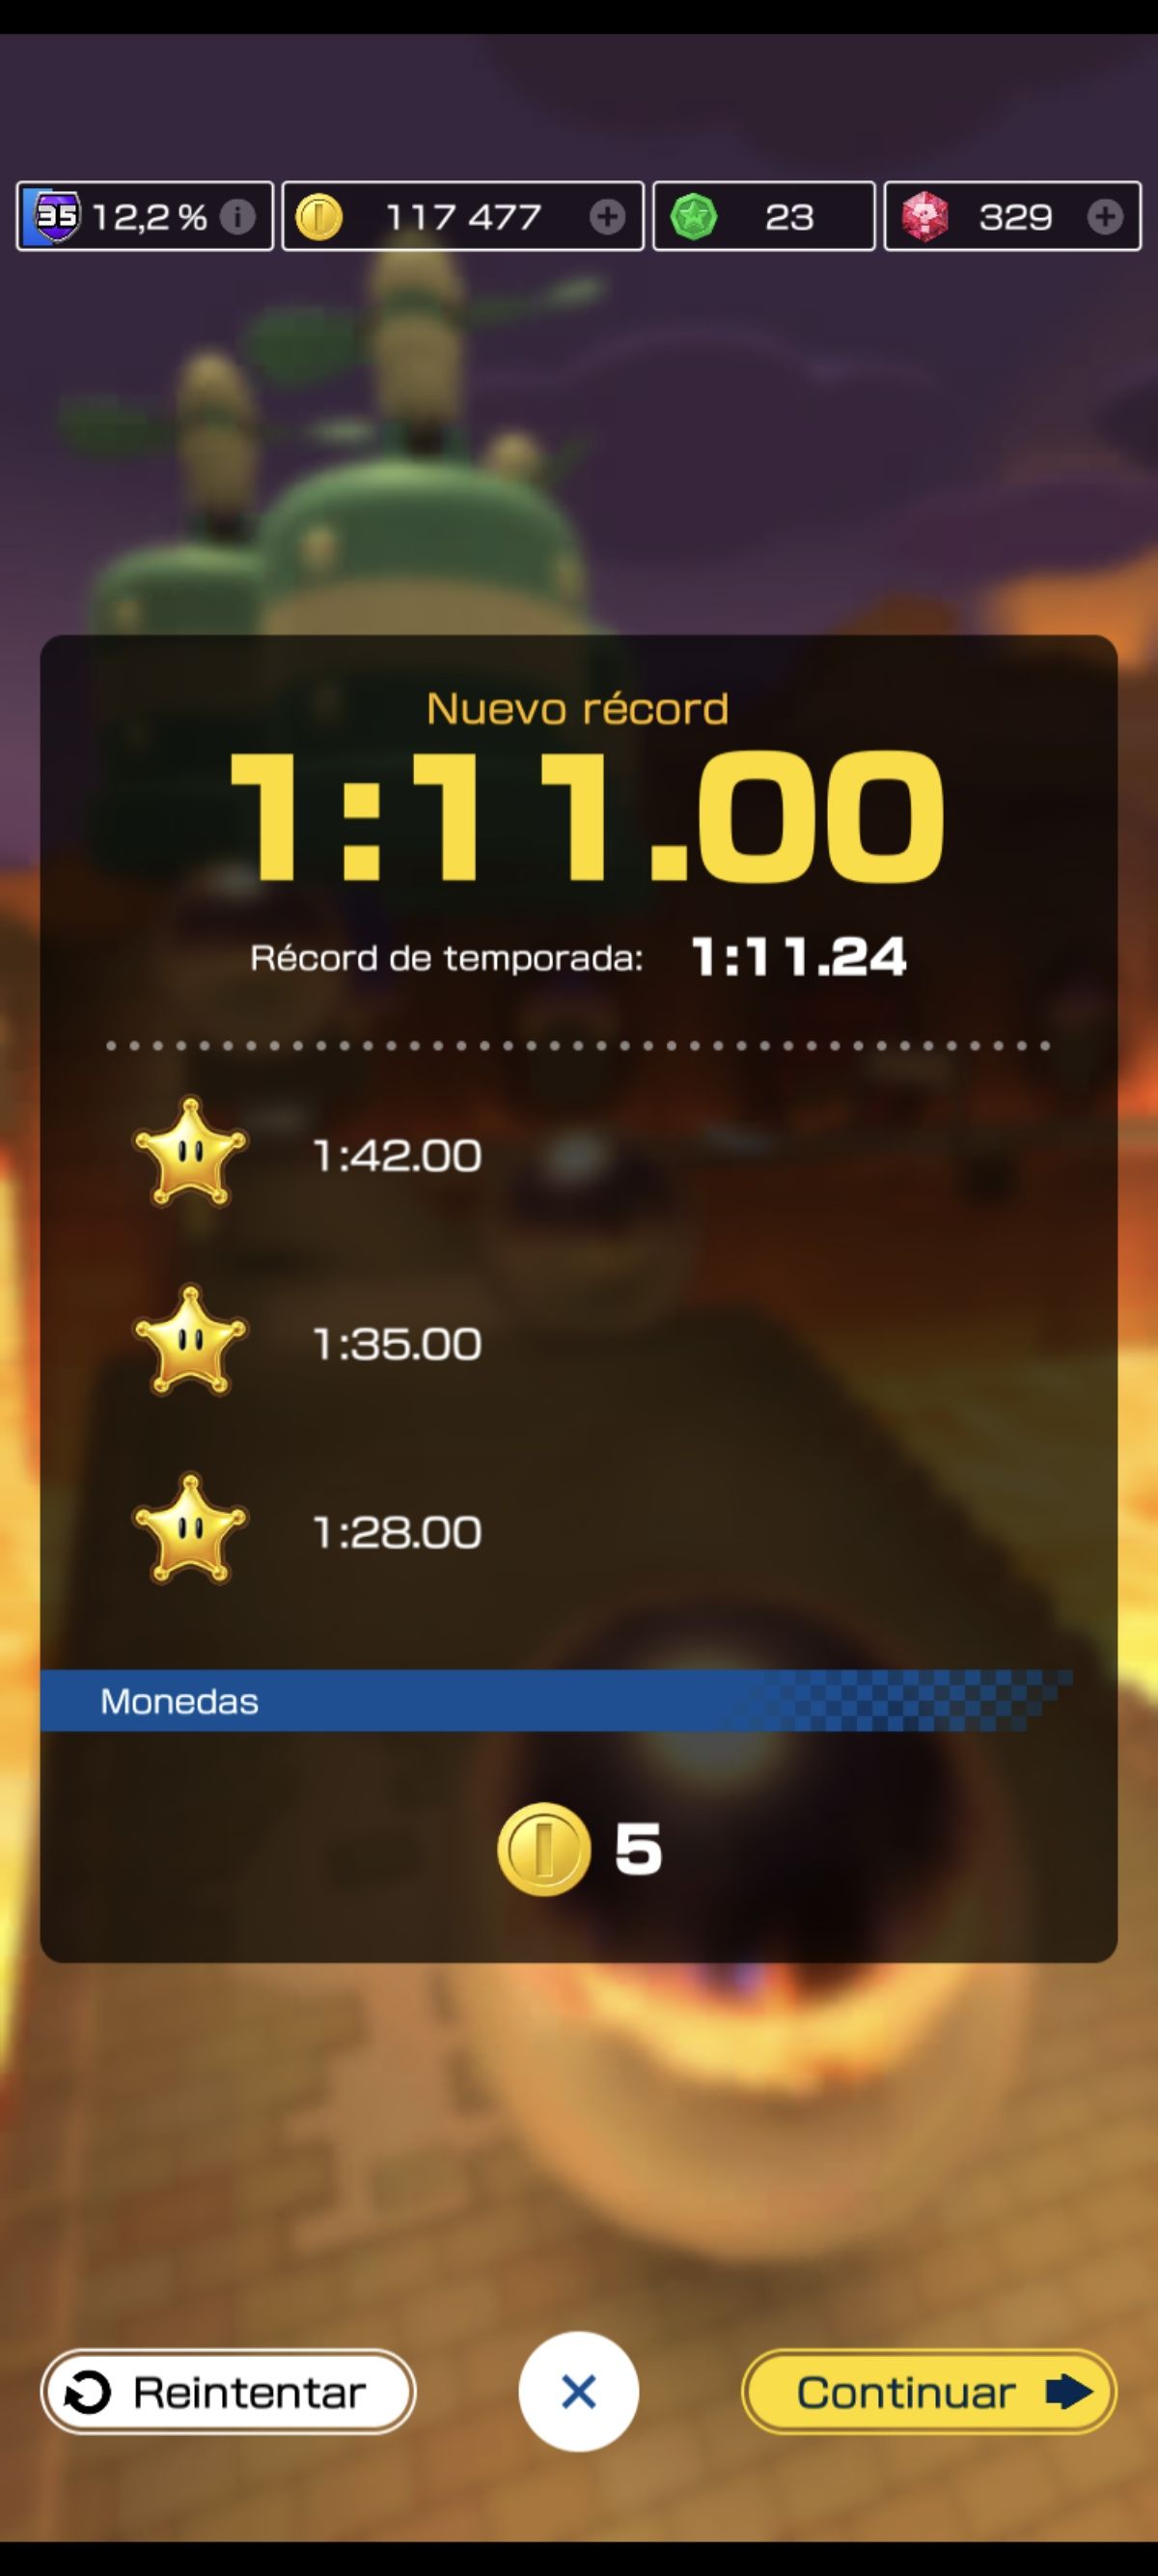 35 12,2 % i 117 477 + 23 329 +
Nuevo récord
1:11.00
Récord de temporada: 1:11.24
1:42.00
1:35.00
1:28.00
Monedas
5
Reintentar × Continuar